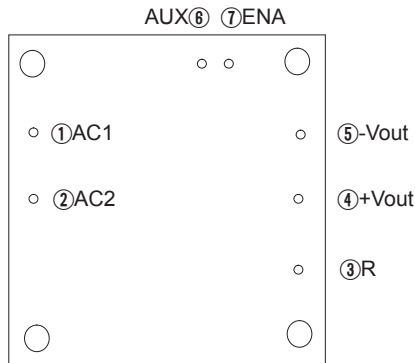 AUX⑥ ⑦ENA
①AC1
⑤-Vout
②AC2
④+Vout
③R